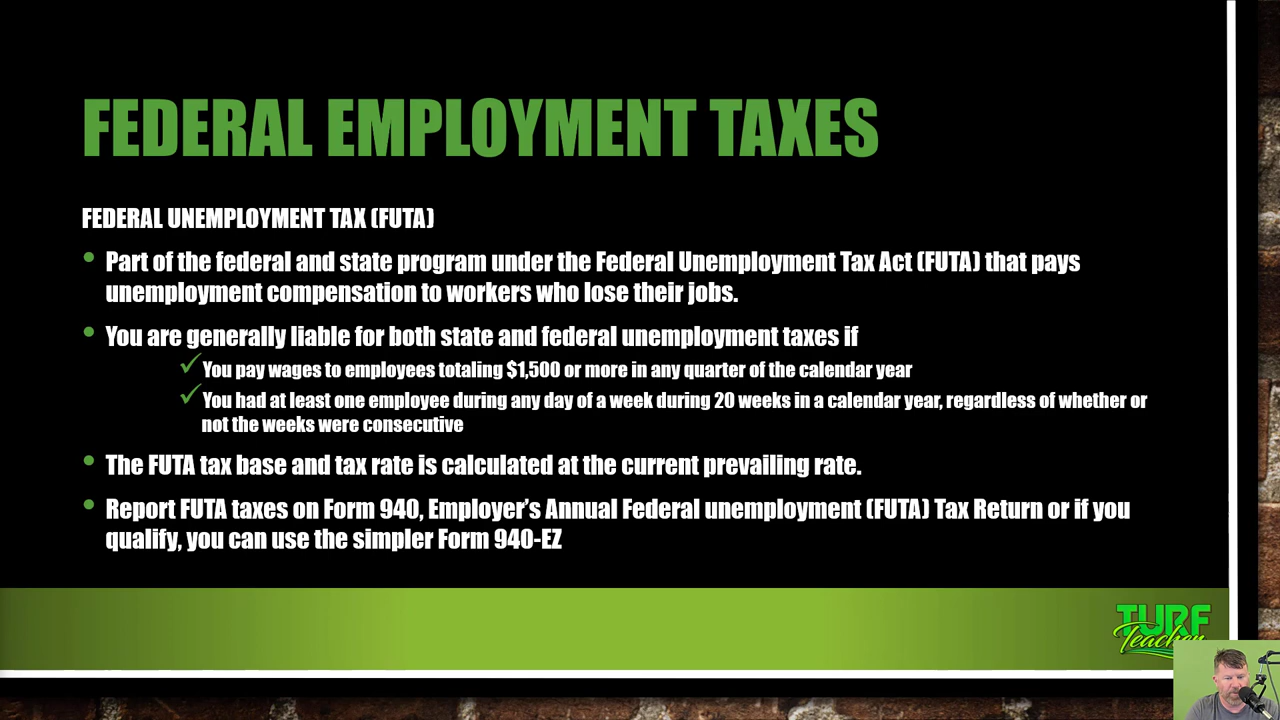 FEDERAL EMPLOYMENT TAXES
FEDERAL UNEMPLOYMENT TAX (FUTA)
• Part of the federal and state program under the Federal Unemployment Tax Act (FUTA) that pays
unemployment compensation to workers who lose their jobs.
• You are generally liable for both state and federal unemployment taxes if
✓ You pay wages to employees totaling $1,500 or more in any quarter of the calendar year
✓ You had at least one employee during any day of a week during 20 weeks in a calendar year, regardless of whether or
not the weeks were consecutive
• The FUTA tax base and tax rate is calculated at the current prevailing rate.
• Report FUTA taxes on Form 940, Employer’s Annual Federal unemployment (FUTA) Tax Return or if you
qualify, you can use the simpler Form 940-EZ
TURF
Teacher